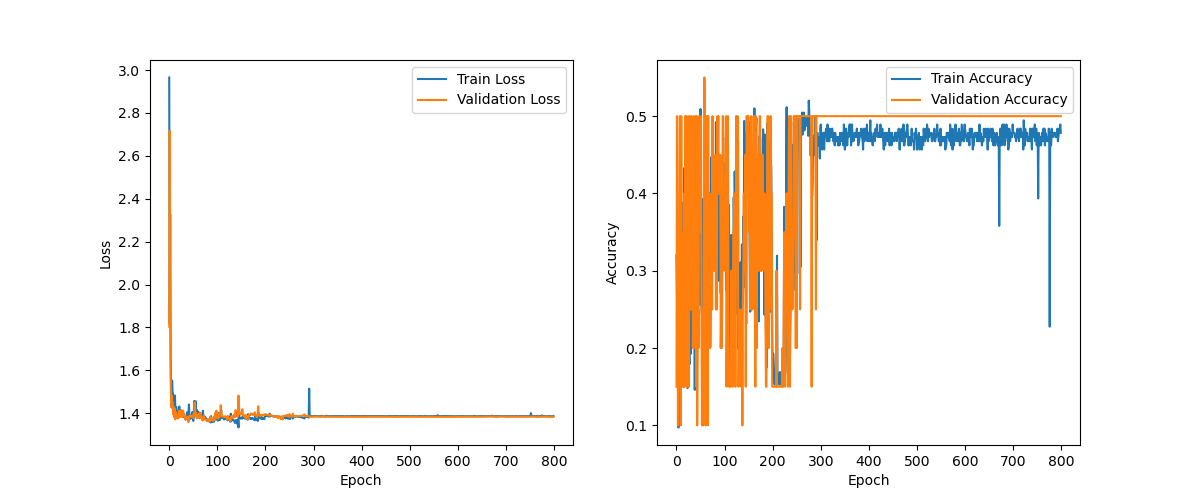 3.0
2.8
2.6
2.4
2.2
2.0
1.8
1.6
1.4
Loss
0 100 200 300 400 500 600 700 800
Epoch
Train Loss
Validation Loss
0.5
0.4
0.3
0.2
0.1
Accuracy
0 100 200 300 400 500 600 700 800
Epoch
Train Accuracy
Validation Accuracy